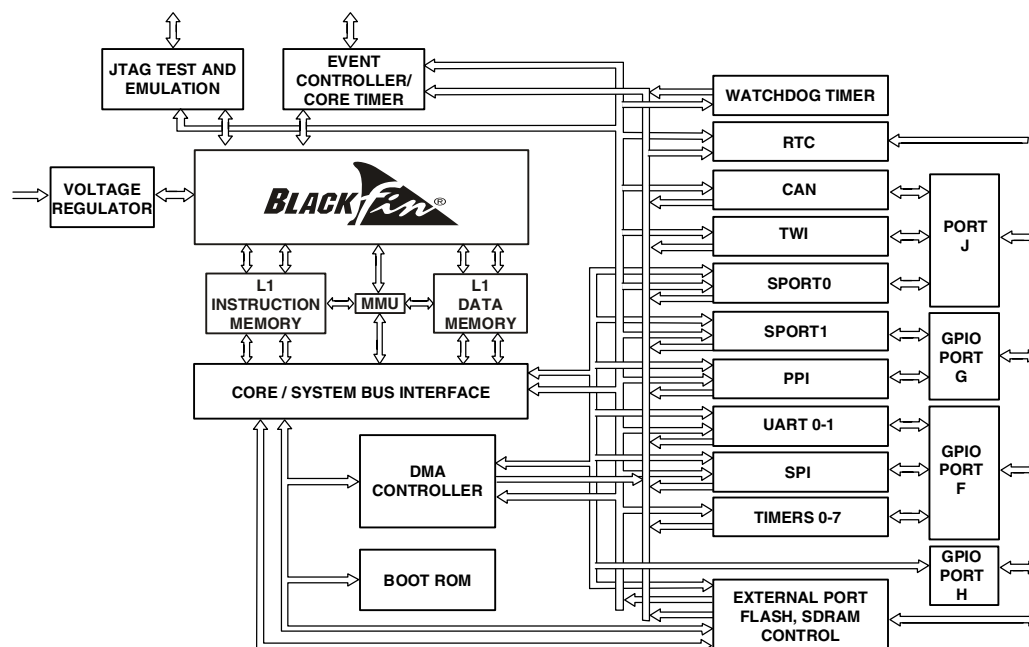 JTAG TEST AND
EMULATION
EVENT
CONTROLLER/
CORE TIMER
WATCHDOG TIMER
RTC
VOLTAGE
REGULATOR
BLACKfin®
CAN
PORT
J
TWI
L1
INSTRUCTION
MEMORY
MMU
L1
DATA
MEMORY
SPORT0
SPORT1
GPIO
PORT
G
PPI
CORE / SYSTEM BUS INTERFACE
UART 0-1
GPIO
PORT
F
DMA
CONTROLLER
SPI
TIMERS 0-7
BOOT ROM
GPIO
PORT
H
EXTERNAL PORT
FLASH, SDRAM
CONTROL